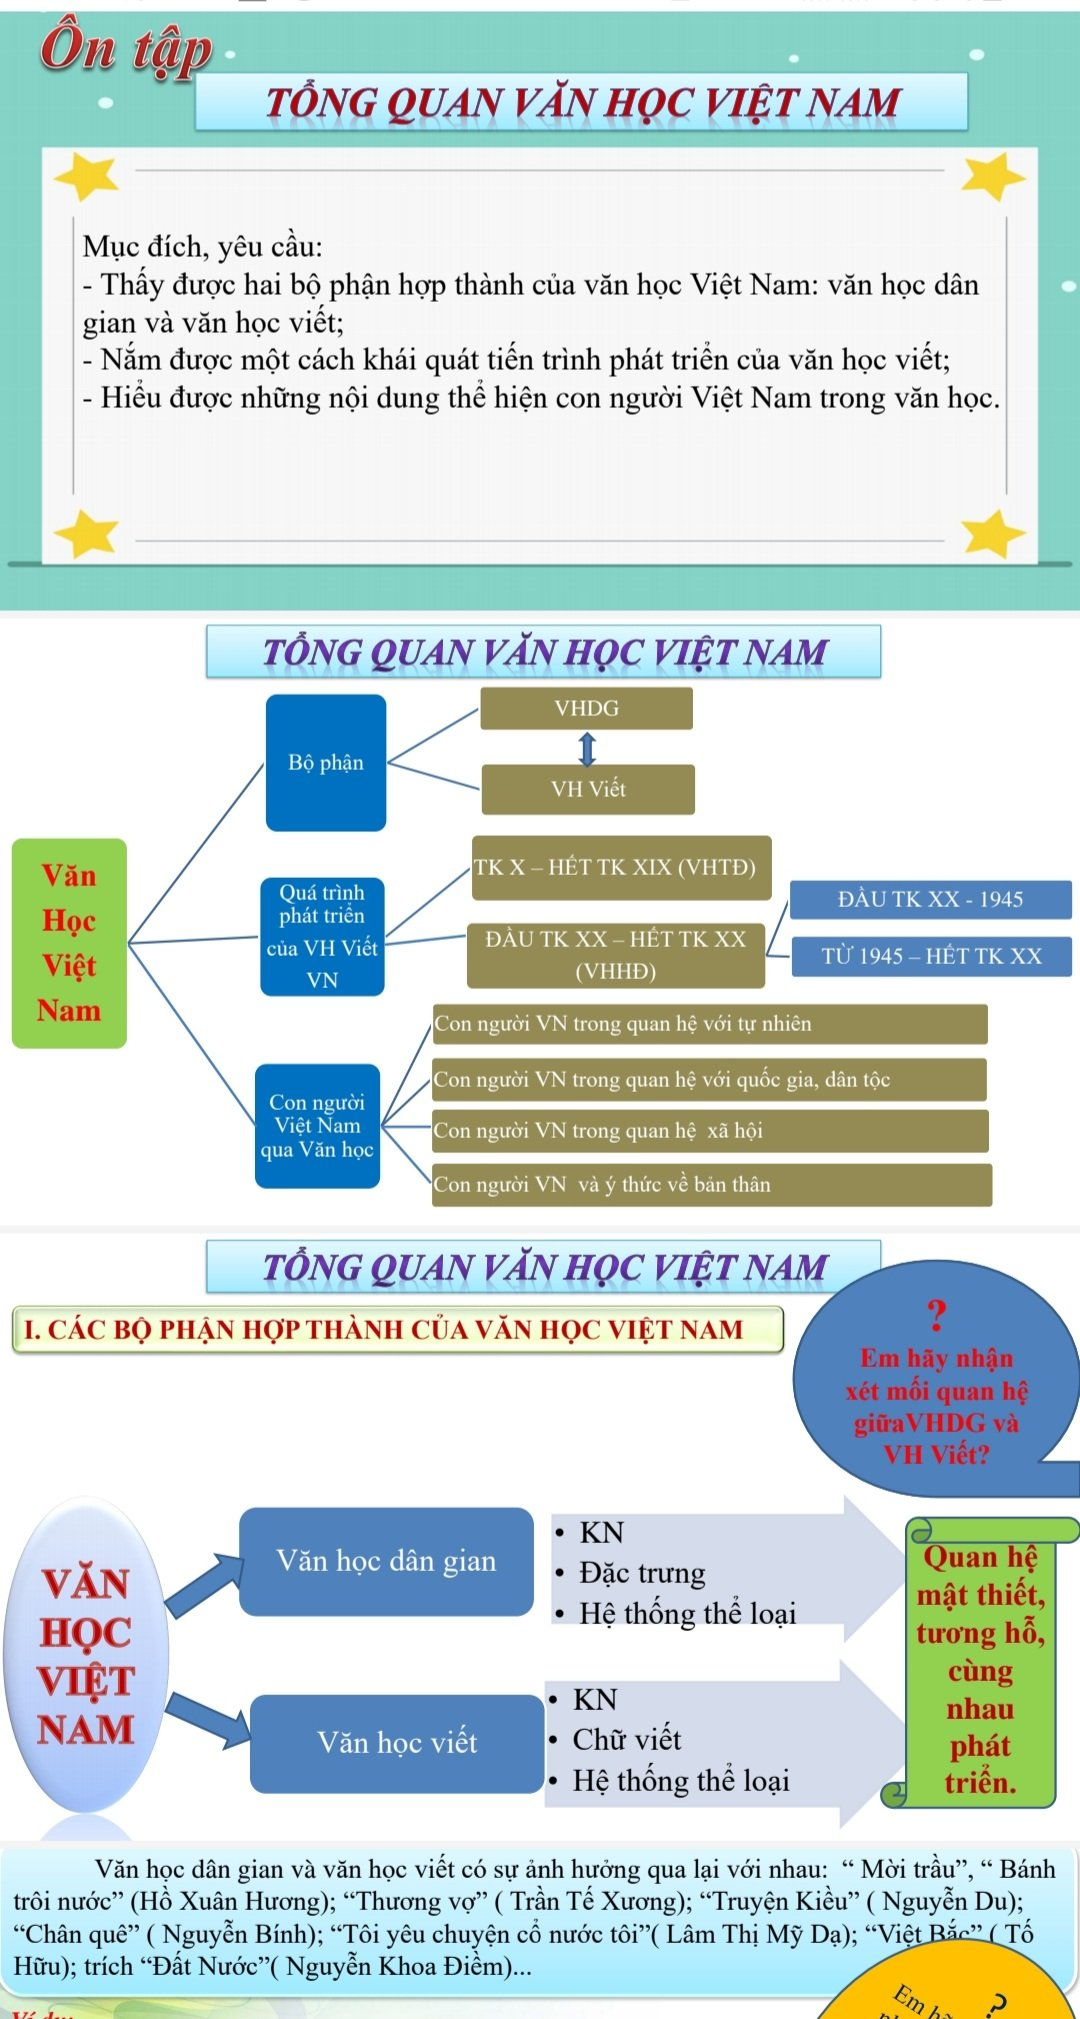 Ôn tập
TỔNG QUAN VĂN HỌC VIỆT NAM
Mục đích, yêu cầu:
- Thấy được hai bộ phận hợp thành của văn học Việt Nam: văn học dân
gian và văn học viết;
- Nắm được một cách khái quát tiến trình phát triển của văn học viết;
- Hiểu được những nội dung thể hiện con người Việt Nam trong văn học.
TỔNG QUAN VĂN HỌC VIỆT NAM
Văn
Học
Việt
Nam
Bộ phận
VHDG
VH Viết
Quá trình
phát triển
của VH Viết
VN
TK X – HẾT TK XIX (VHTĐ)
ĐẦU TK XX – HẾT TK XX
(VHHĐ)
ĐẦU TK XX - 1945
TỪ 1945 – HẾT TK XX
Con người
Việt Nam
qua Văn học
Con người VN trong quan hệ với tự nhiên
Con người VN trong quan hệ với quốc gia, dân tộc
Con người VN trong quan hệ xã hội
Con người VN và ý thức về bản thân
TỔNG QUAN VĂN HỌC VIỆT NAM
I. CÁC BỘ PHẬN HỢP THÀNH CỦA VĂN HỌC VIỆT NAM
?
Em hãy nhận
xét mối quan hệ
giữaVHDG và
VH Viết?
VĂN
HỌC
VIỆT
NAM
Văn học dân gian
• KN
• Đặc trưng
• Hệ thống thể loại
Văn học viết
• KN
• Chữ viết
• Hệ thống thể loại
Quan hệ
mật thiết,
tương hỗ,
cùng
nhau
phát
triển.
Văn học dân gian và văn học viết có sự ảnh hưởng qua lại với nhau: “ Mời trầu”, “ Bánh
trôi nước” (Hồ Xuân Hương); “Thương vợ” ( Trần Tế Xương); “Truyện Kiều” ( Nguyễn Du);
“Chân quê” ( Nguyễn Bính); “Tôi yêu chuyện cổ nước tôi”( Lâm Thị Mỹ Dạ); “Việt Bắc” ( Tố
Hữu); trích “Đất Nước”( Nguyễn Khoa Điềm)...
Em
?